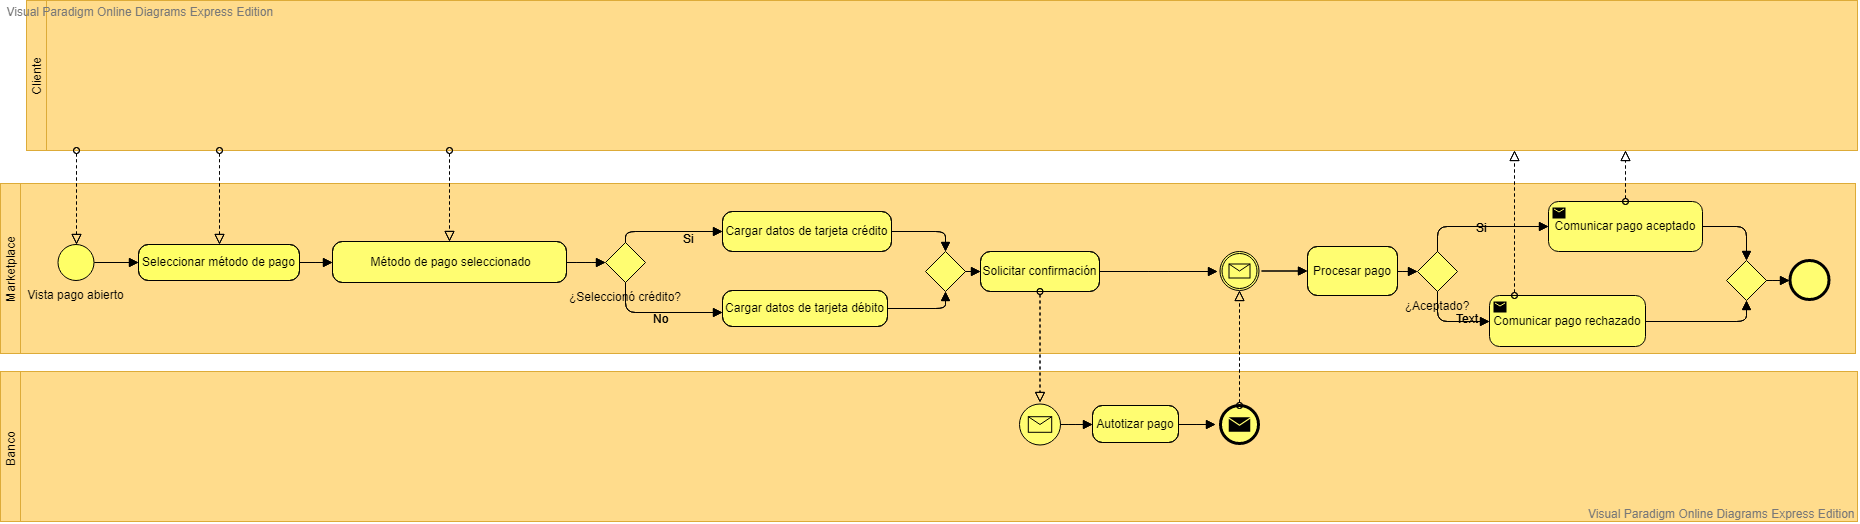 Visual Paradigm Online Diagrams Express Edition
Cliente
Marketplace
Vista pago abierto
Seleccionar método de pago
Método de pago seleccionado
¿Seleccionó crédito?
Si
No
Cargar datos de tarjeta crédito
Cargar datos de tarjeta débito
Solicitar confirmación
Procesar pago
¿Aceptado?
Si
Text
Comunicar pago aceptado
Comunicar pago rechazado
Banco
Autotizar pago
Visual Paradigm Online Diagrams Express Edition